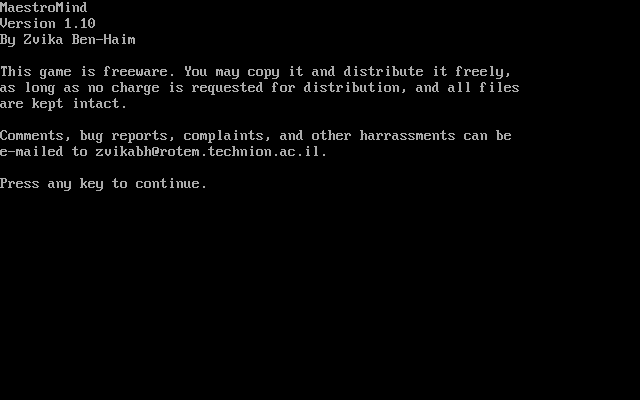 MaestroMind
Version 1.10
By Zvika Ben-Haim
This game is freeware. You may copy it and distribute it freely,
as long as no charge is requested for distribution, and all files
are kept intact.
Comments, bug reports, complaints, and other harrassments can be
e-mailed to zvikabh@rotem.technion.ac.il.
Press any key to continue.